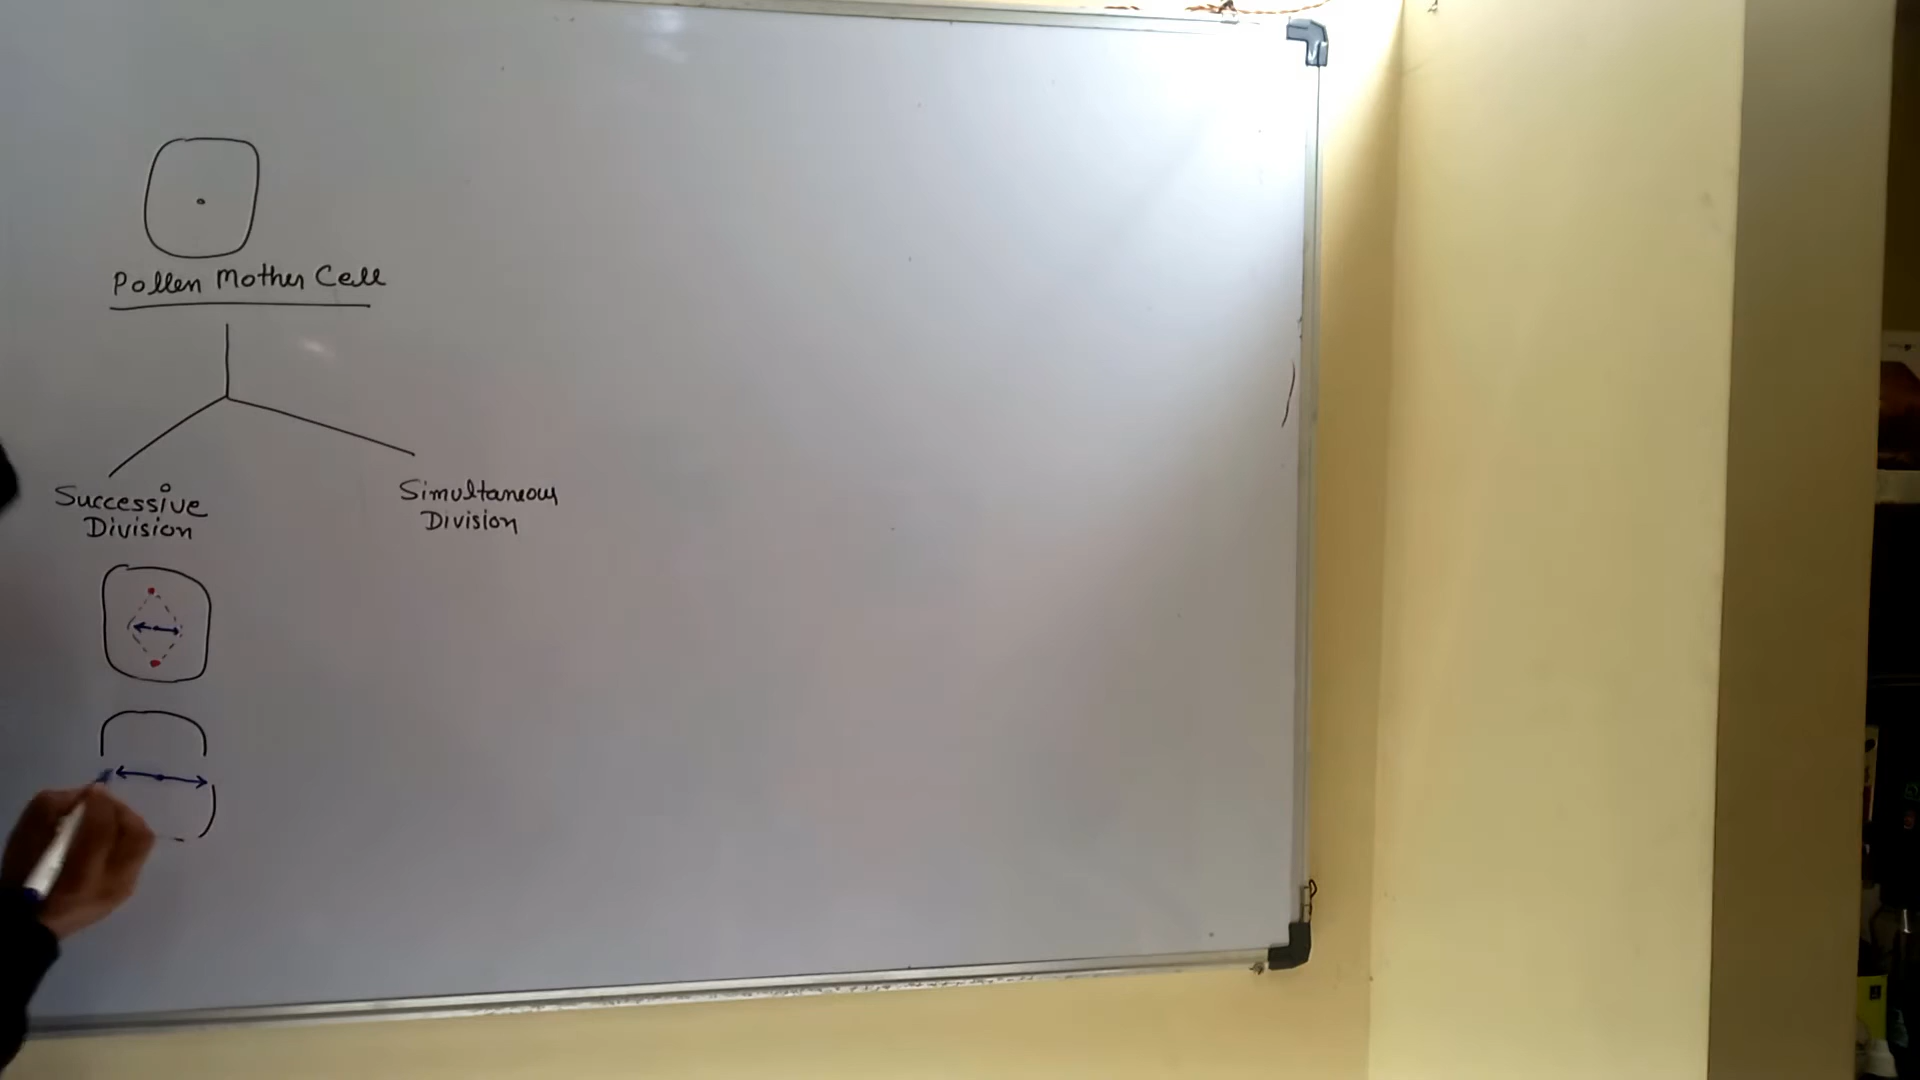 Pollen Mother Cell
Successive
Division
Simultaneous
Division